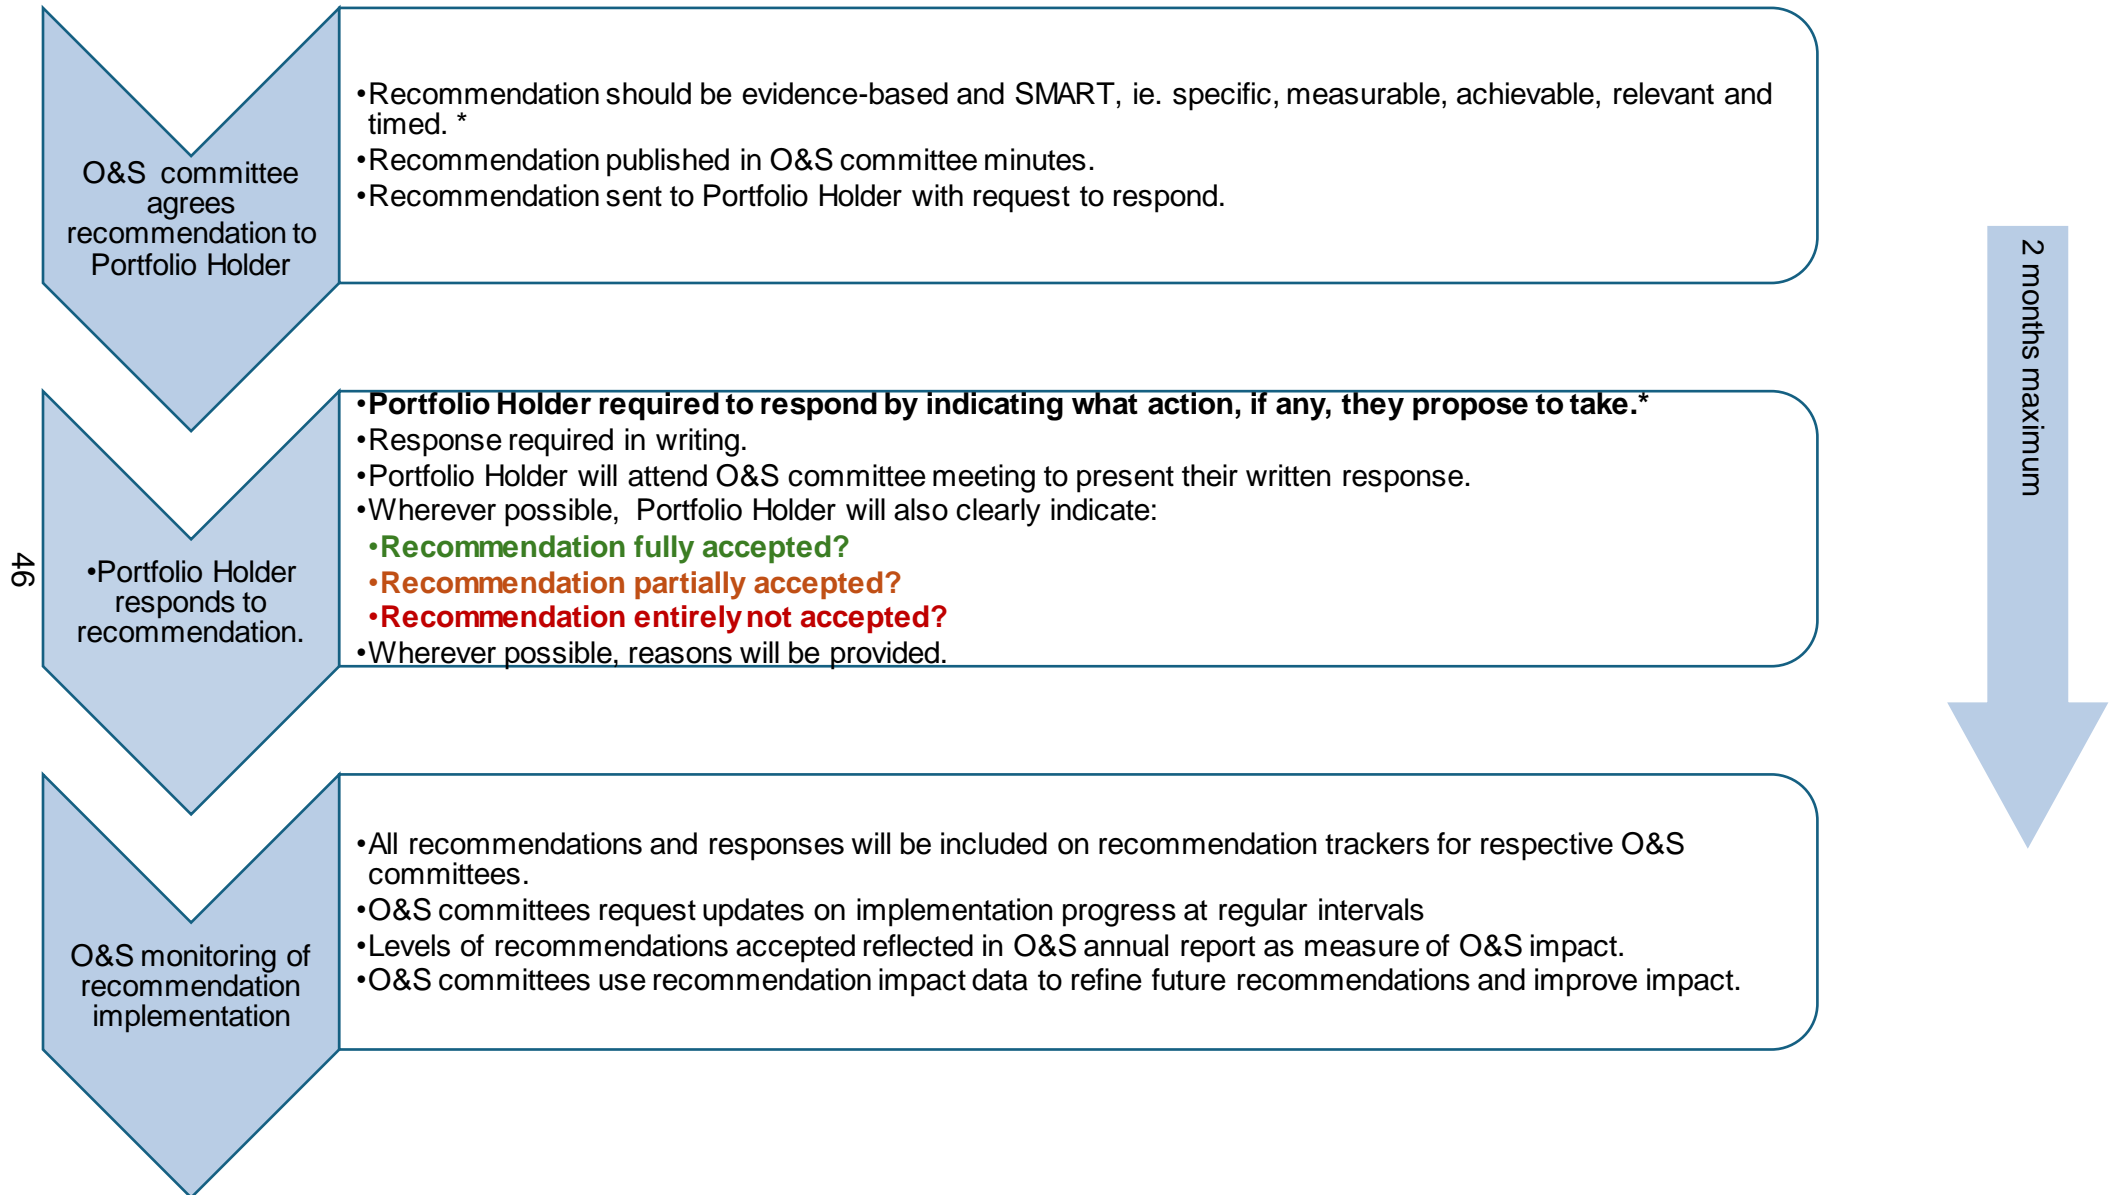 O&S committee
agrees
recommendation to
Portfolio Holder
•Recommendation should be evidence-based and SMART, ie. specific, measurable, achievable, relevant and
timed. *
•Recommendation published in O&S committee minutes.
•Recommendation sent to Portfolio Holder with request to respond.
2 months maximum
•Portfolio Holder
responds to
recommendation.
•Portfolio Holder required to respond by indicating what action, if any, they propose to take.*
•Response required in writing.
•Portfolio Holder will attend O&S committee meeting to present their written response.
•Wherever possible, Portfolio Holder will also clearly indicate:
•Recommendation fully accepted?
•Recommendation partially accepted?
•Recommendation entirely not accepted?
•Wherever possible, reasons will be provided.
46
O&S monitoring of
recommendation
implementation
•All recommendations and responses will be included on recommendation trackers for respective O&S
committees.
•O&S committees request updates on implementation progress at regular intervals
•Levels of recommendations accepted reflected in O&S annual report as measure of O&S impact.
•O&S committees use recommendation impact data to refine future recommendations and improve impact.